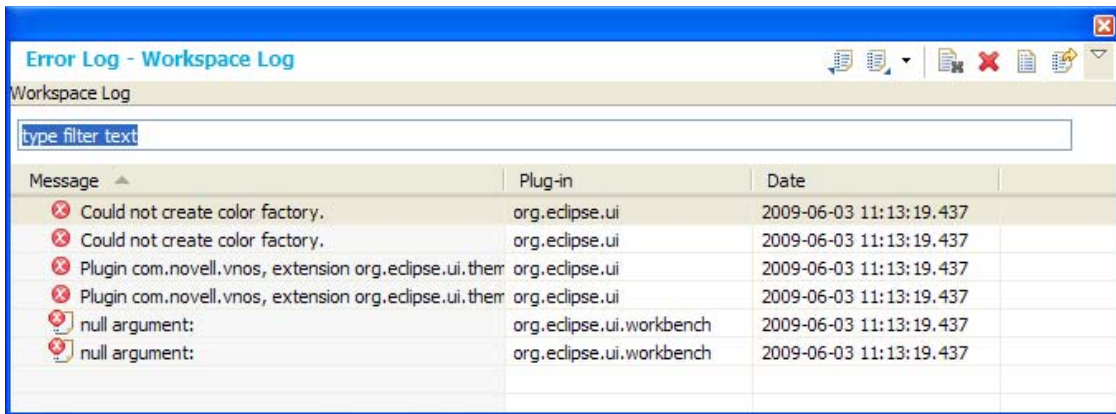 Error Log - Workspace Log
Workspace Log
type filter text
Message Plug-in Date
Could not create color factory. org.eclipse.ui 2009-06-03 11:13:19.437
Could not create color factory. org.eclipse.ui 2009-06-03 11:13:19.437
Plugin com.novell.vnos, extension org.eclipse.ui.them org.eclipse.ui 2009-06-03 11:13:19.437
Plugin com.novell.vnos, extension org.eclipse.ui.them org.eclipse.ui 2009-06-03 11:13:19.437
null argument: org.eclipse.ui.workbench 2009-06-03 11:13:19.437
null argument: org.eclipse.ui.workbench 2009-06-03 11:13:19.437